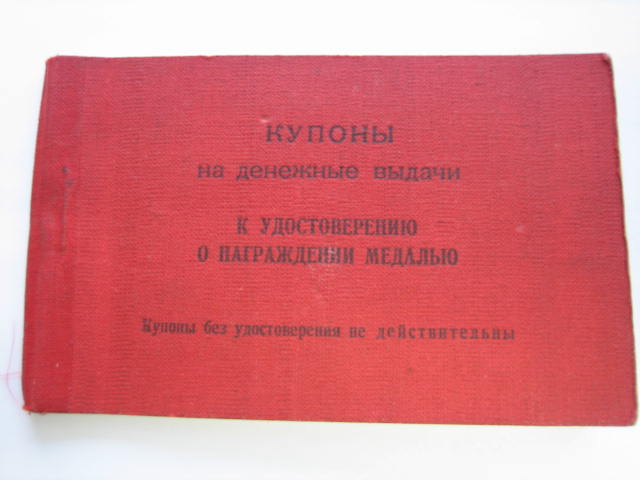 КУПОНЫ
на денежные выдачи
К УДОСТОВЕРЕНИЮ
О НАГРАЖДЕНИИ МЕДАЛЬЮ
Купоны без удостоверения не действительны